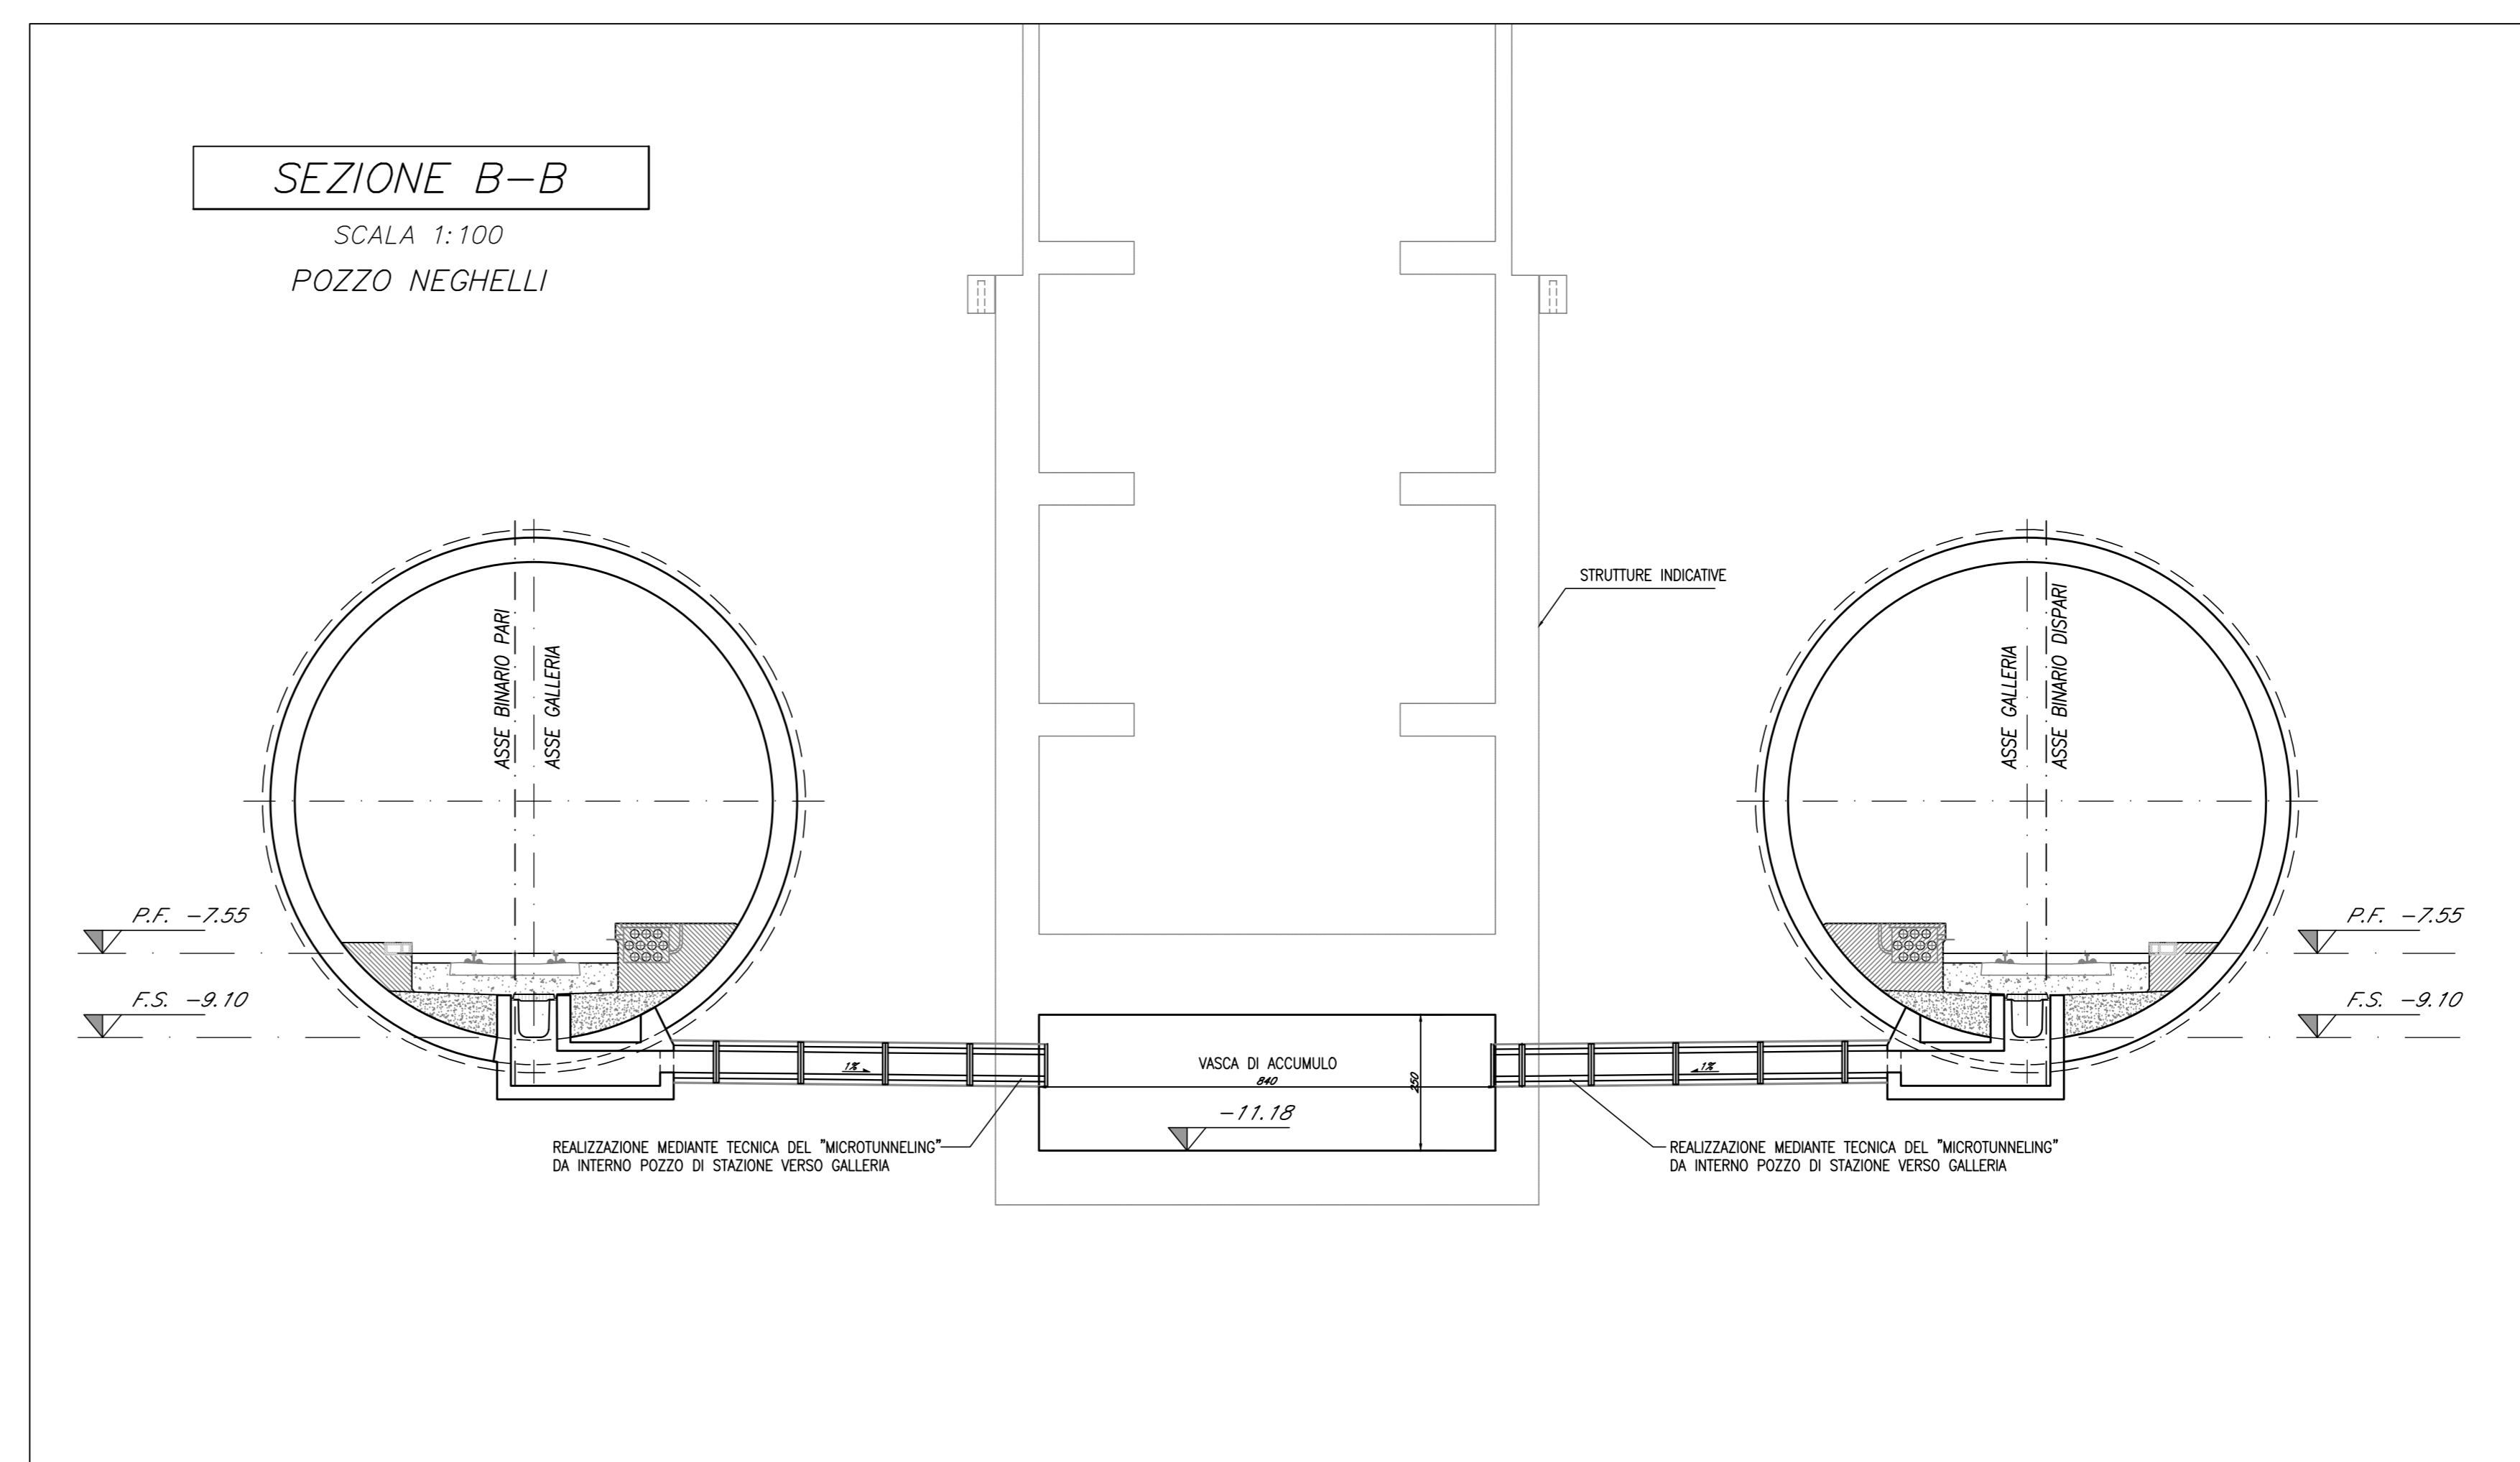 SEZIONE B-B
SCALA 1:100
POZZO NEGHELLI
STRUTTURE INDICATIVE
ASSE BINARIO PARI
ASSE GALLERIA
ASSE GALLERIA
ASSE BINARIO DISPARI
P.F. -7.55
P.F. -7.55
F.S. -9.10
F.S. -9.10
1%
VASCA DI ACCUMULO
840
250
1%
-11.18
REALIZZAZIONE MEDIANTE TECNICA DEL "MICROTUNNELING"
DA INTERNO POZZO DI STAZIONE VERSO GALLERIA
REALIZZAZIONE MEDIANTE TECNICA DEL "MICROTUNNELING"
DA INTERNO POZZO DI STAZIONE VERSO GALLERIA